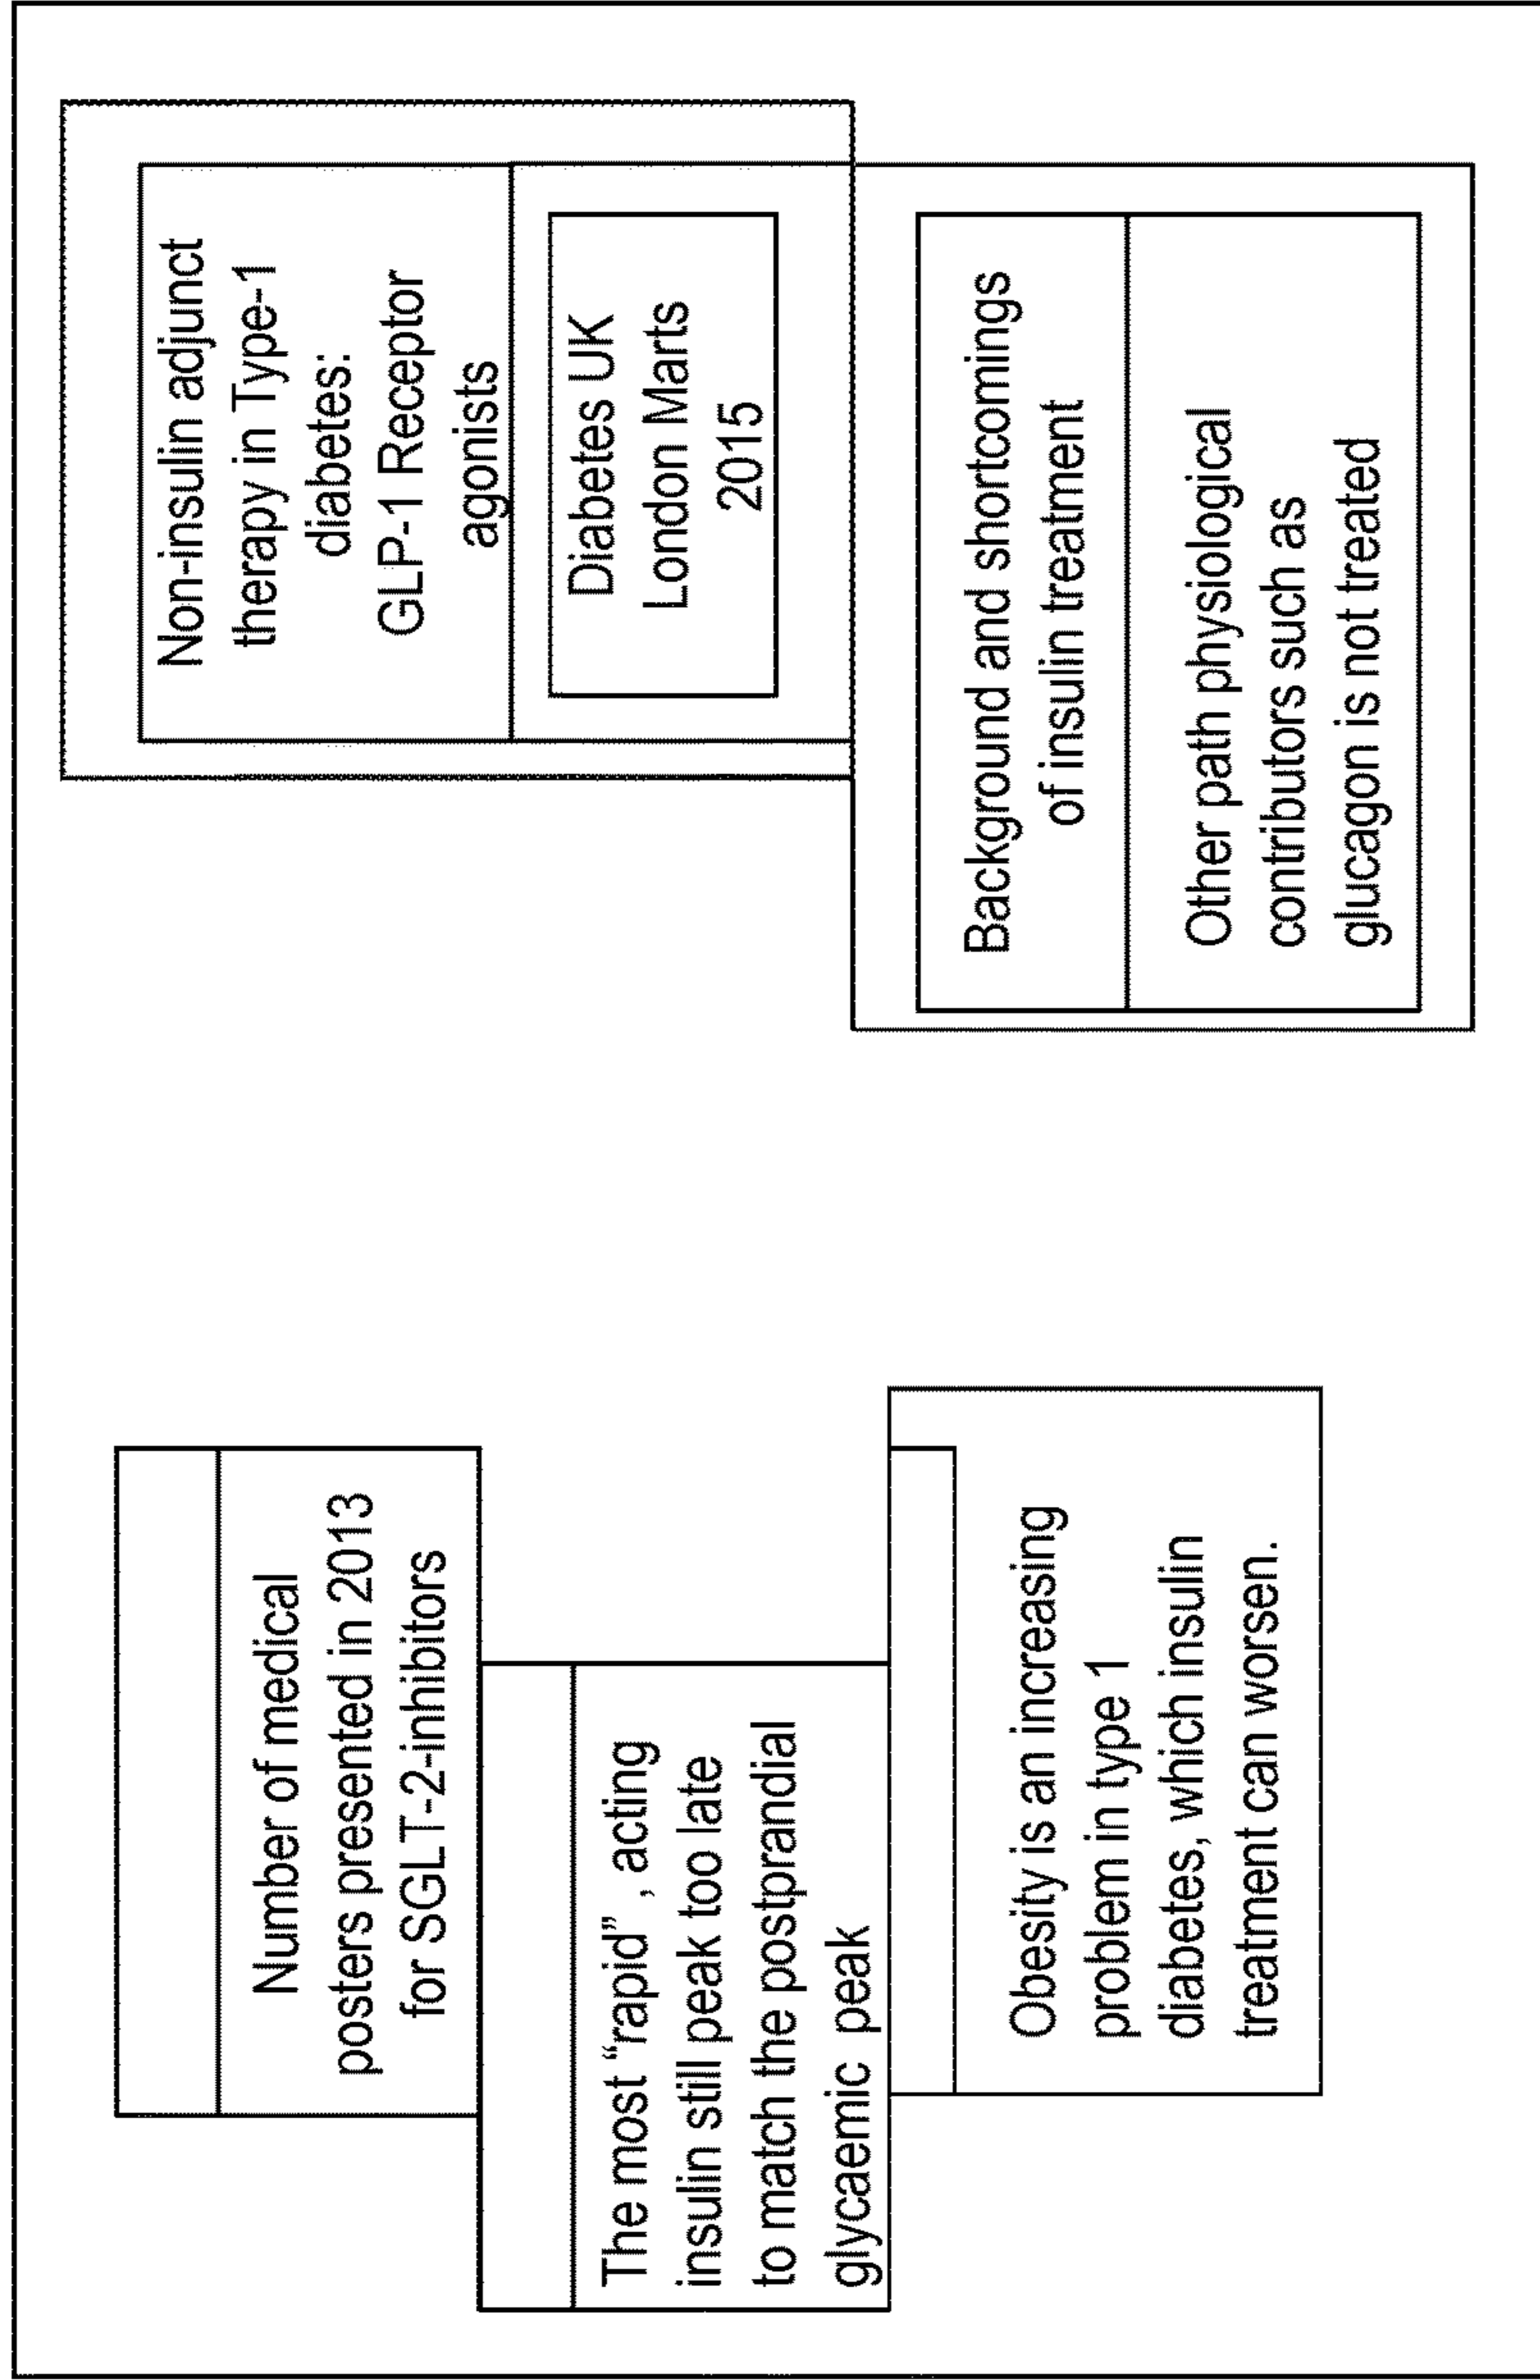 Number of medical
posters presented in 2013
for SGLT-2-inhibitors
The most “rapid” , acting
insulin still peak too late
to match the postprandial
glycaemic peak
Obesity is an increasing
problem in type 1
diabetes, which insulin
treatment can worsen.
Non-insulin adjunct
therapy in Type-1
diabetes:
GLP-1 Receptor
agonists
Diabetes UK
London Marts
2015
Background and shortcomings
of insulin treatment
Other path physiological
contributors such as
glucagon is not treated